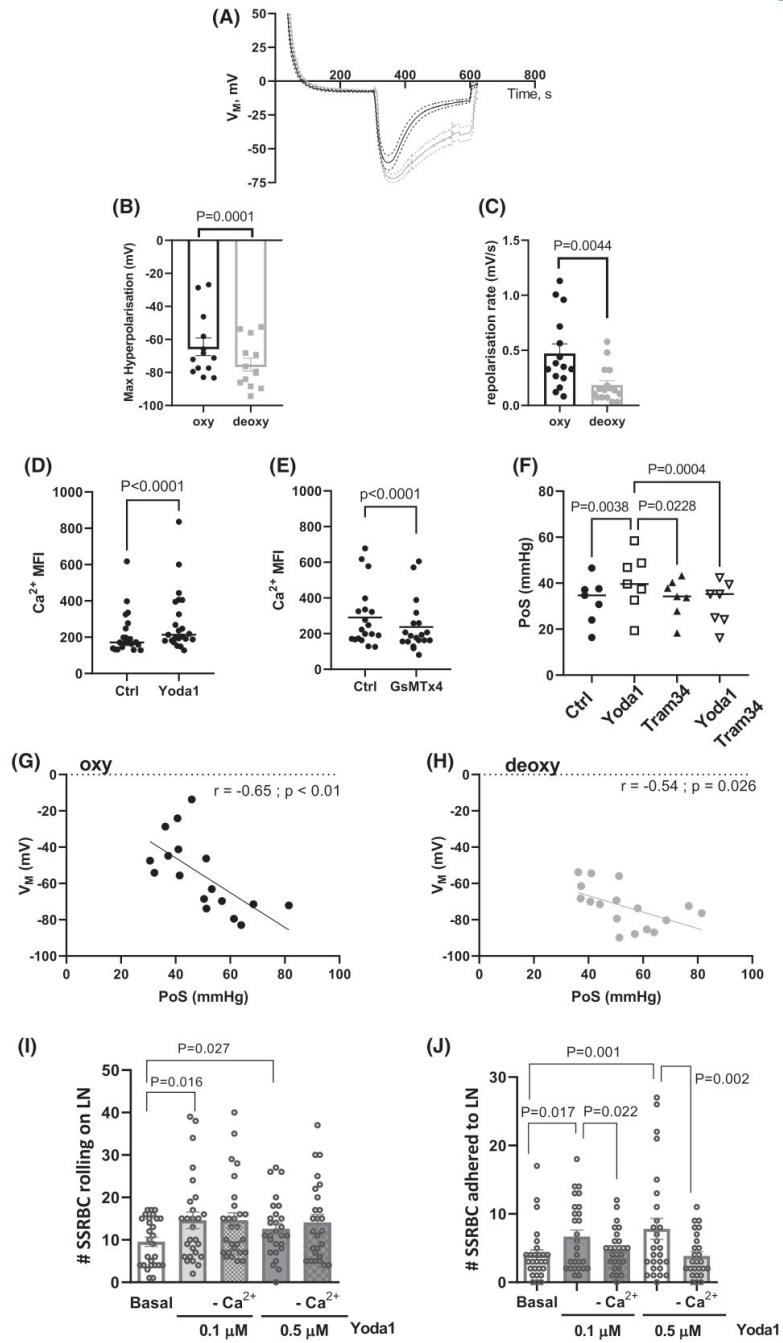 (A)
50
25
0
-25
-50
-75
V_M, mV
200
400
600
800
Time, s
(B)
P=0.0001
0
-20
-40
-60
-80
-100
Max Hyperpolarisation (mV)
oxy deoxy
(C)
P=0.0044
1.5
1.0
0.5
0.0
repolarisation rate (mV/s)
oxy deoxy
(D)
P<0.0001
1000
800
600
400
200
0
Ca²⁺ MFI
Ctrl Yoda1
(E)
p<0.0001
1000
800
600
400
200
0
Ca²⁺ MFI
Ctrl GsMTx4
(F)
P=0.0004
P=0.0038 P=0.0228
80
60
40
20
0
PoS (mmHg)
Ctrl
Yoda1
Tram34
Yoda1
Tram34
(G) oxy
r = -0.65 ; p < 0.01
0
-20
-40
-60
-80
-100
V_M (mV)
0 20 40 60 80 100
PoS (mmHg)
(H) deoxy
r = -0.54 ; p = 0.026
0
-20
-40
-60
-80
-100
V_M (mV)
0 20 40 60 80 100
PoS (mmHg)
(I)
P=0.027
P=0.016
50
40
30
20
10
0
# SSRBC rolling on LN
Basal - Ca²⁺ - Ca²⁺
0.1 µM 0.5 µM Yoda1
(J)
P=0.001
P=0.002
P=0.017 P=0.022
30
20
10
0
# SSRBC adhered to LN
Basal - Ca²⁺ - Ca²⁺
0.1 µM 0.5 µM Yoda1